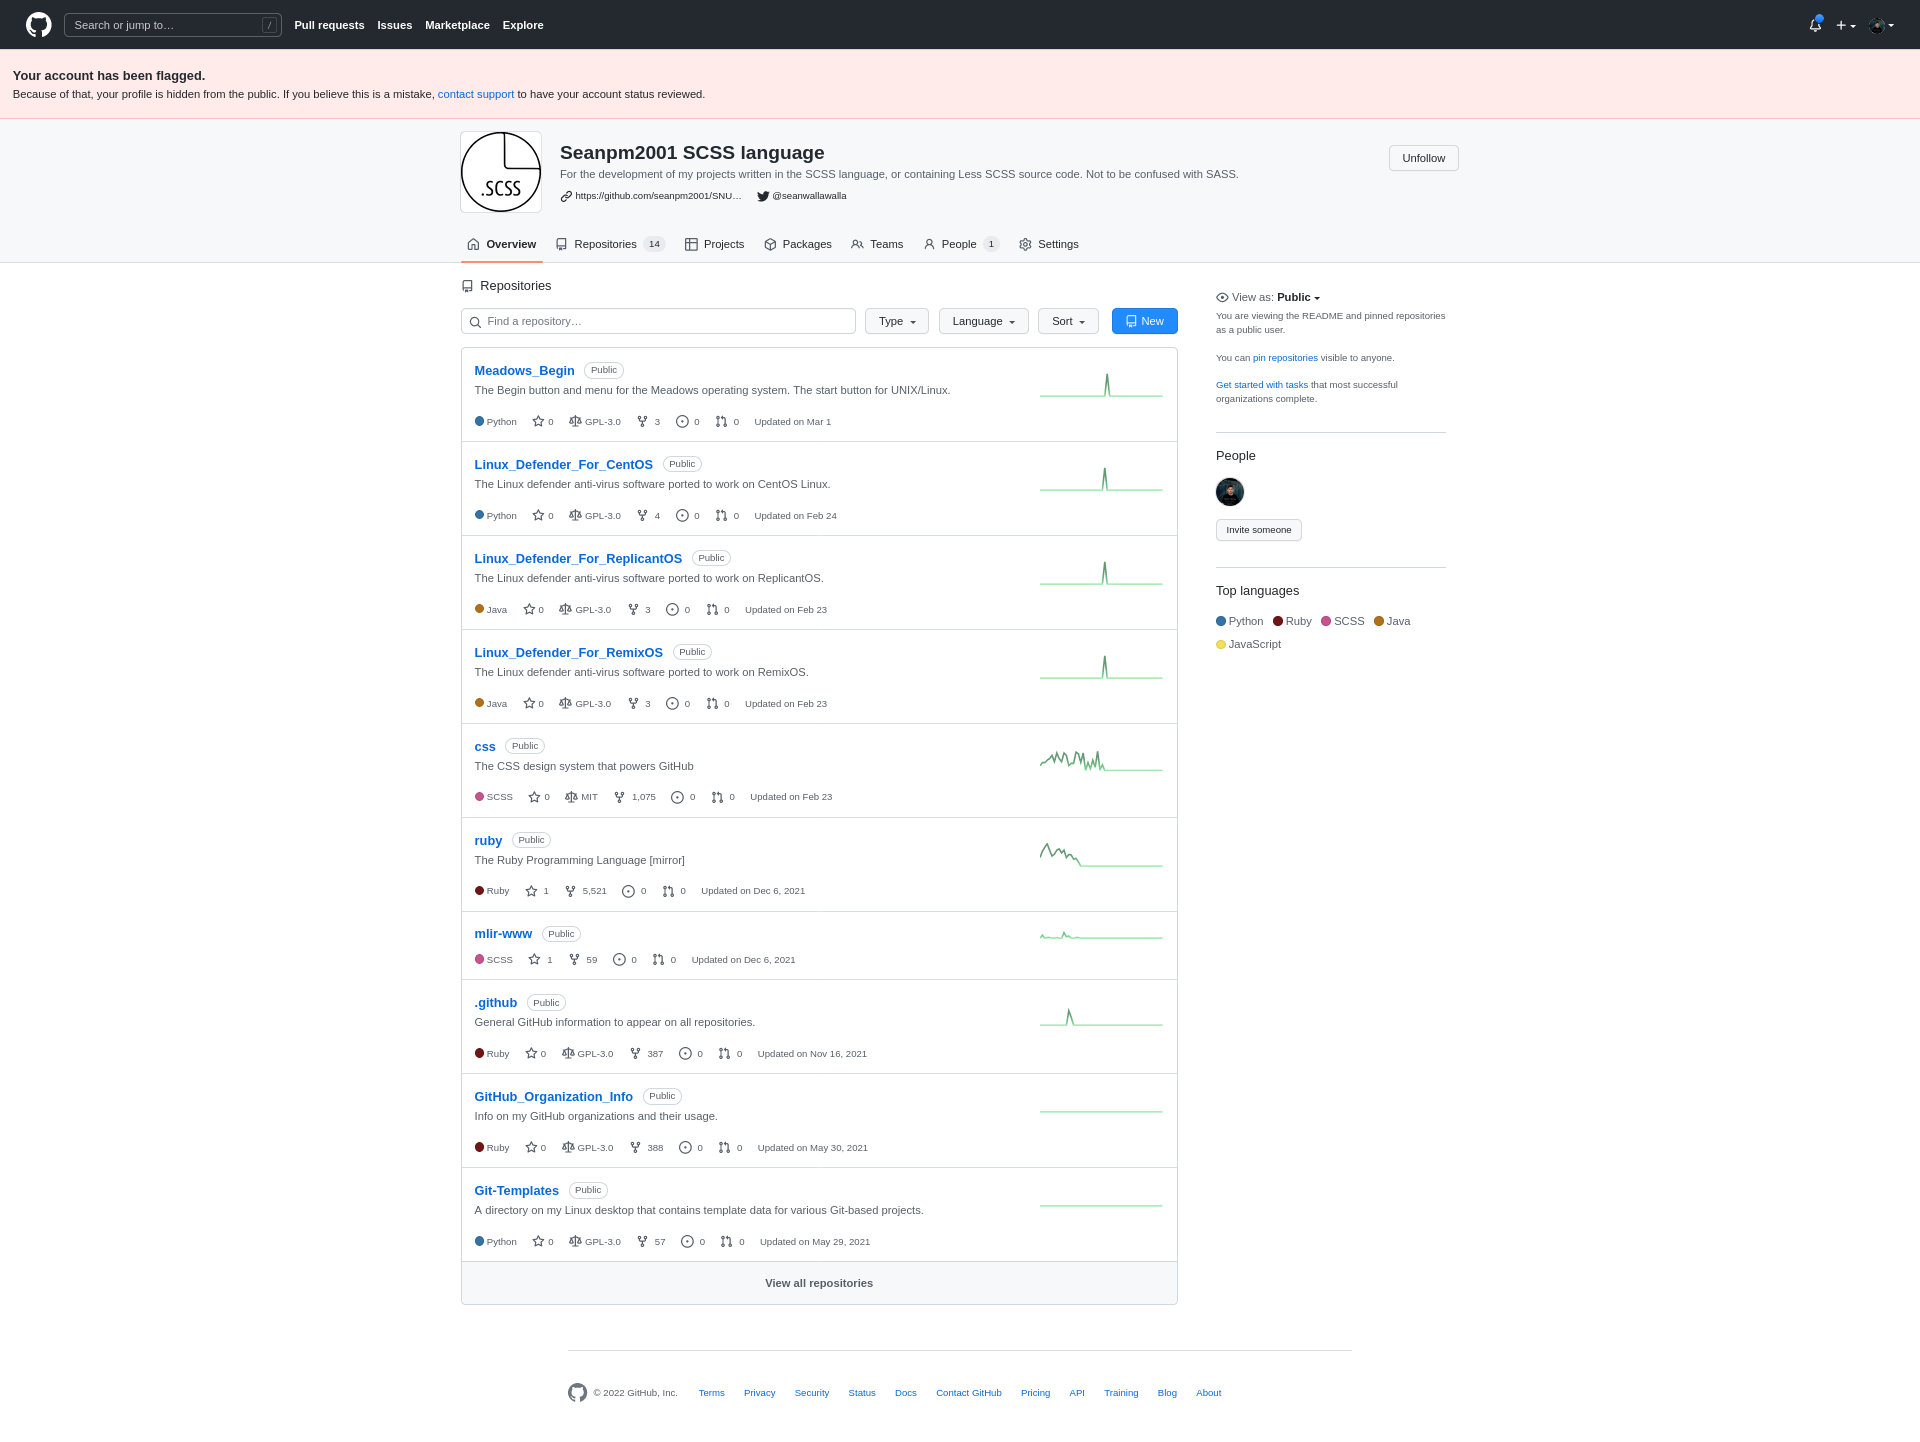 Search or jump to… /
Pull requests Issues Marketplace Explore
Your account has been flagged.
Because of that, your profile is hidden from the public. If you believe this is a mistake, contact support to have your account status reviewed.
.SCSS
Seanpm2001 SCSS language
Unfollow
For the development of my projects written in the SCSS language, or containing Less SCSS source code. Not to be confused with SASS.
https://github.com/seanpm2001/SNU… @seanwallawalla
Overview Repositories 14 Projects Packages Teams People 1 Settings
Repositories
Find a repository… Type Language Sort New
Meadows_Begin Public
The Begin button and menu for the Meadows operating system. The start button for UNIX/Linux.
Python 0 GPL-3.0 3 0 0 Updated on Mar 1
Linux_Defender_For_CentOS Public
The Linux defender anti-virus software ported to work on CentOS Linux.
Python 0 GPL-3.0 4 0 0 Updated on Feb 24
Linux_Defender_For_ReplicantOS Public
The Linux defender anti-virus software ported to work on ReplicantOS.
Java 0 GPL-3.0 3 0 0 Updated on Feb 23
Linux_Defender_For_RemixOS Public
The Linux defender anti-virus software ported to work on RemixOS.
Java 0 GPL-3.0 3 0 0 Updated on Feb 23
css Public
The CSS design system that powers GitHub
SCSS 0 MIT 1,075 0 0 Updated on Feb 23
ruby Public
The Ruby Programming Language [mirror]
Ruby 1 5,521 0 0 Updated on Dec 6, 2021
mlir-www Public
SCSS 1 59 0 0 Updated on Dec 6, 2021
.github Public
General GitHub information to appear on all repositories.
Ruby 0 GPL-3.0 387 0 0 Updated on Nov 16, 2021
GitHub_Organization_Info Public
Info on my GitHub organizations and their usage.
Ruby 0 GPL-3.0 388 0 0 Updated on May 30, 2021
Git-Templates Public
A directory on my Linux desktop that contains template data for various Git-based projects.
Python 0 GPL-3.0 57 0 0 Updated on May 29, 2021
View all repositories
View as: Public
You are viewing the README and pinned repositories
as a public user.
You can pin repositories visible to anyone.
Get started with tasks that most successful
organizations complete.
People
Invite someone
Top languages
Python Ruby SCSS Java
JavaScript
© 2022 GitHub, Inc. Terms Privacy Security Status Docs Contact GitHub Pricing API Training Blog About